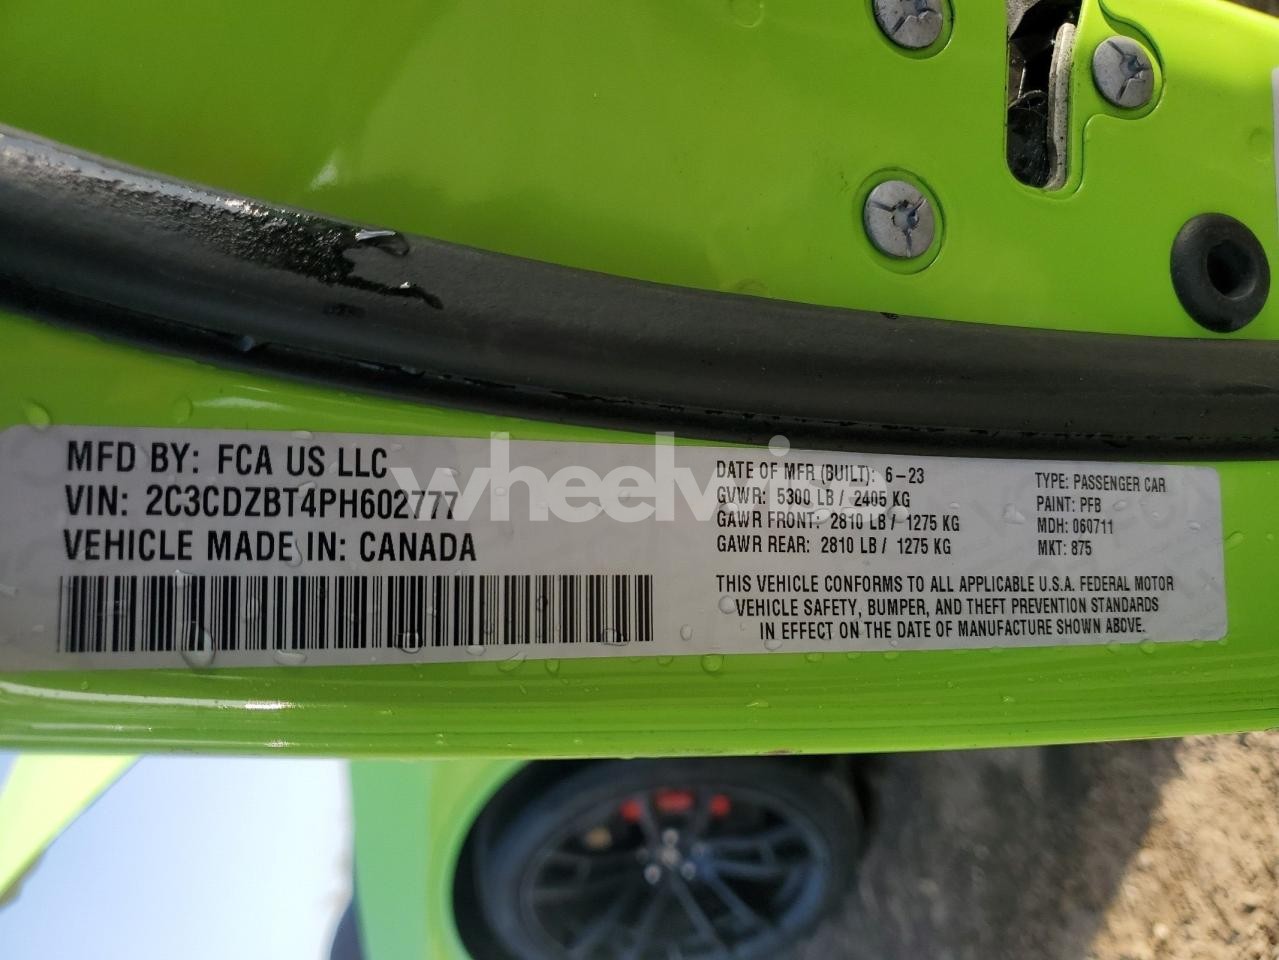 MFD BY: FCA US LLC
VIN: 2C3CDZBT4PH602777
VEHICLE MADE IN: CANADA
wheelwise
DATE OF MFR (BUILT): 6-23
GVWR: 5300 LB / 2405 KG
GAWR FRONT: 2810 LB / 1275 KG
GAWR REAR: 2810 LB / 1275 KG
TYPE: PASSENGER CAR
PAINT: PFB
MDH: 060711
MKT: 875
THIS VEHICLE CONFORMS TO ALL APPLICABLE U.S.A. FEDERAL MOTOR
VEHICLE SAFETY, BUMPER, AND THEFT PREVENTION STANDARDS
IN EFFECT ON THE DATE OF MANUFACTURE SHOWN ABOVE.